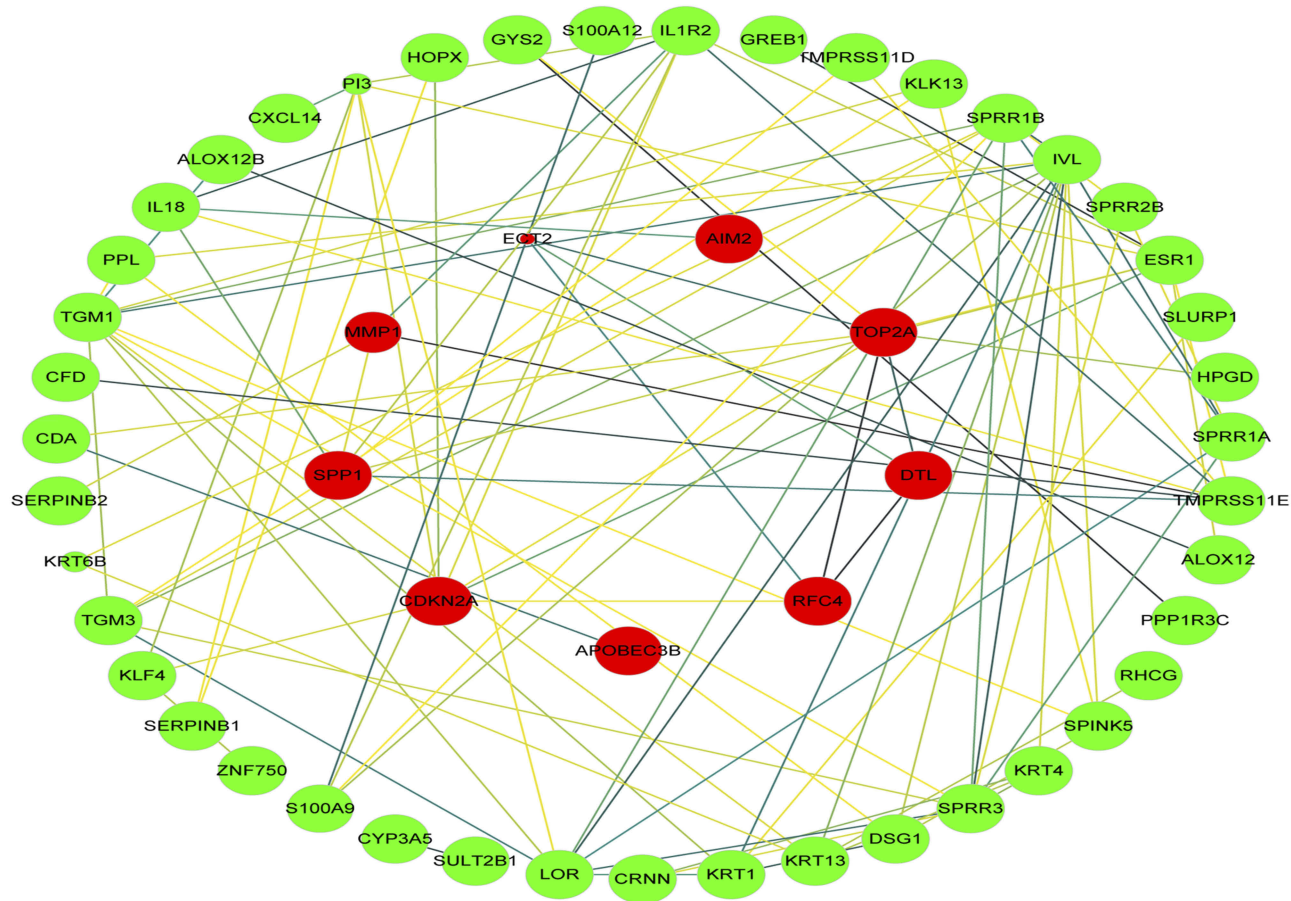 GYS2
S100A12
IL1R2
GREB1
TMPRSS11D
HOPX
PI3
KLK13
CXCL14
SPRR1B
ALOX12B
IVL
IL18
SPRR2B
ECT2
AIM2
PPL
ESR1
TGM1
MMP1
TOP2A
SLURP1
CFD
HPGD
CDA
SPRR1A
SPP1
DTL
SERPINB2
TMPRSS11E
KRT6B
ALOX12
CDKN2A
RFC4
TGM3
PPP1R3C
APOBEC3B
KLF4
RHCG
SERPINB1
SPINK5
ZNF750
KRT4
S100A9
SPRR3
CYP3A5
DSG1
SULT2B1
KRT13
LOR
CRNN
KRT1